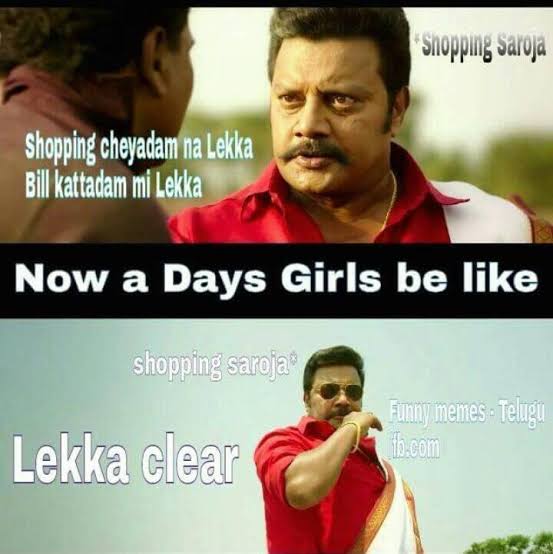 *Shopping Saroja
Shopping cheyadam na Lekka
Bill kattadam mi Lekka
Now a Days Girls be like
shopping saroja*
Funny memes - Telugu
fb.com
Lekka clear